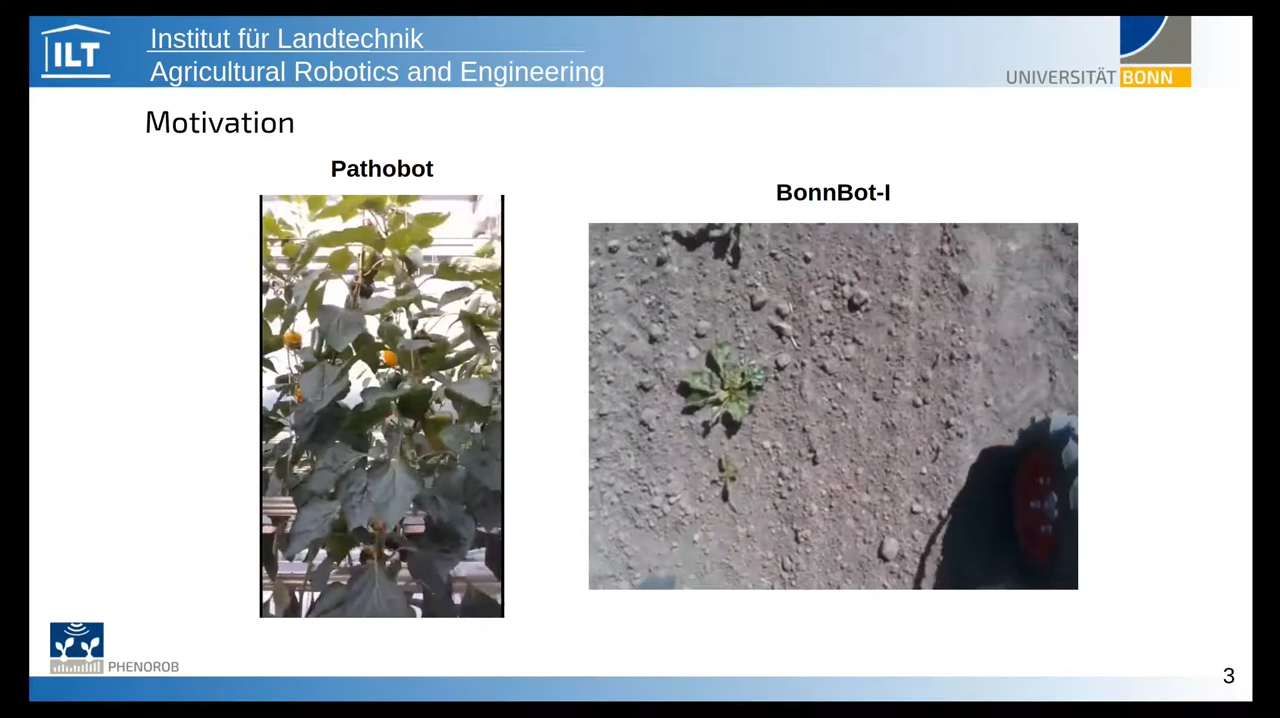 ILT
Institut für Landtechnik
Agricultural Robotics and Engineering
UNIVERSITÄT BONN
Motivation
Pathobot
BonnBot-I
PHENOROB
3